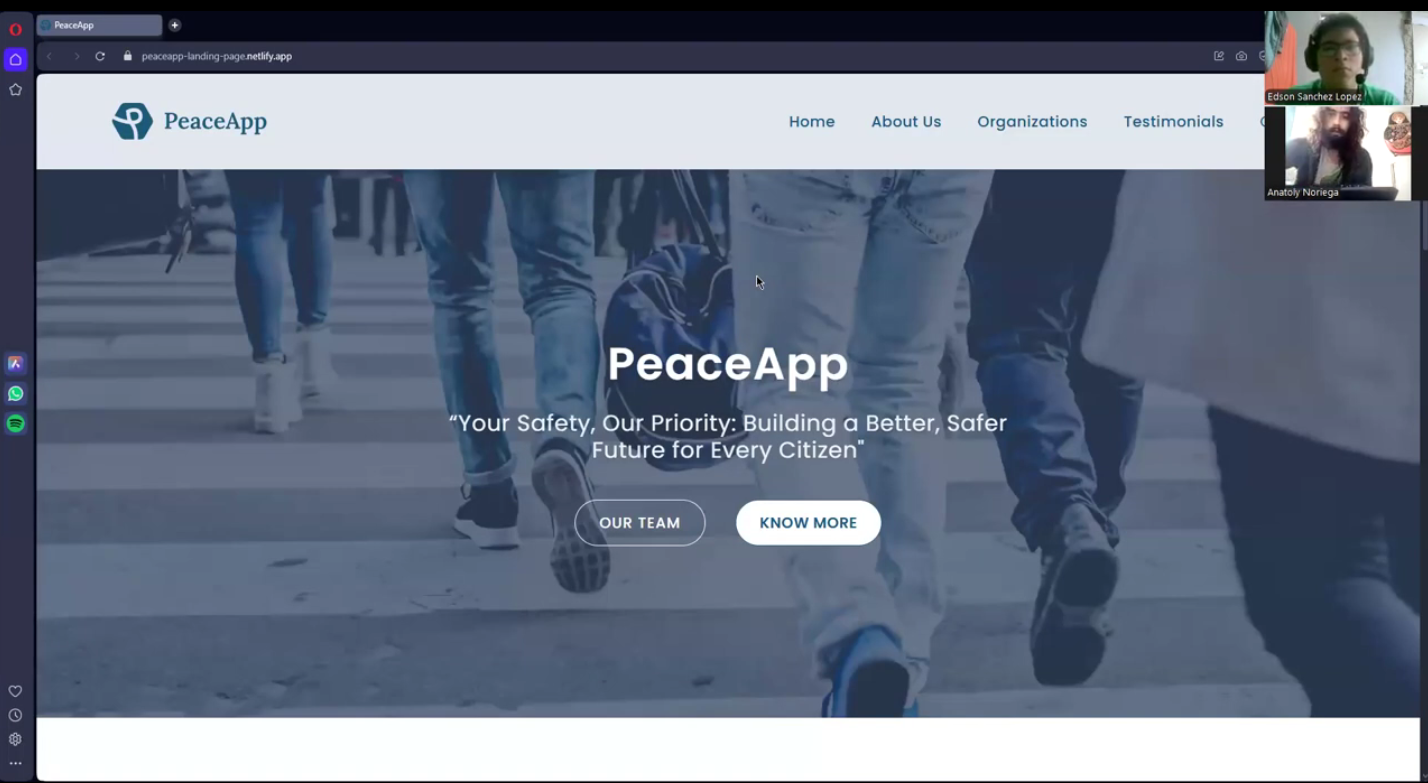 PeaceApp
peaceapp-landing-page.netlify.app
Edson Sanchez Lopez
Anatoly Noriega
PeaceApp
Home About Us Organizations Testimonials
PeaceApp
“Your Safety, Our Priority: Building a Better, Safer
Future for Every Citizen"
OUR TEAM KNOW MORE